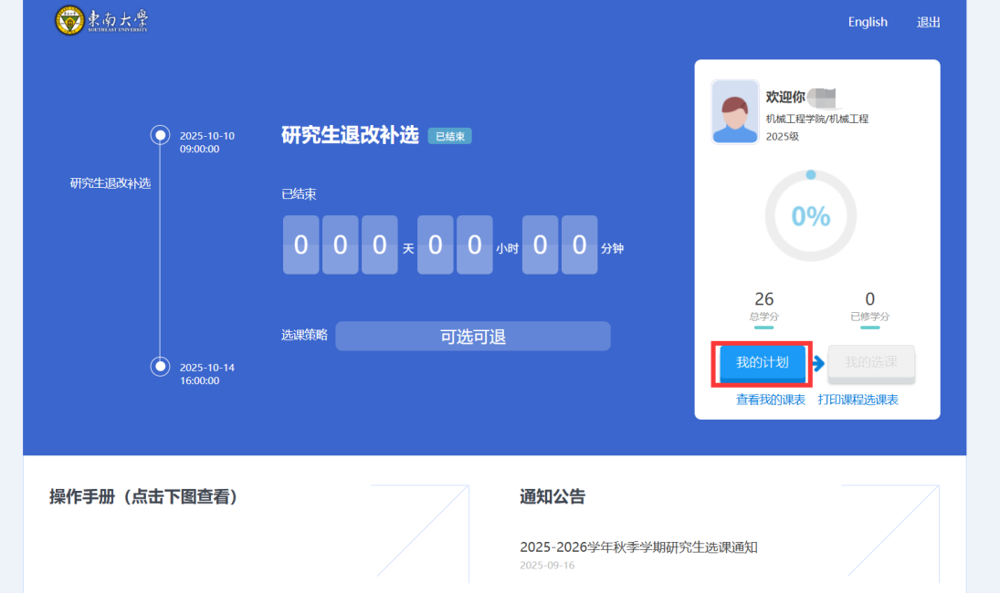 東南大學
SOUTHEAST UNIVERSITY
English 退出
2025-10-10
09:00:00
研究生退改补选
2025-10-14
16:00:00
研究生退改补选 已结束
已结束
0 0 0 天 0 0 小时 0 0 分钟
选课策略 可选可退
欢迎你
机械工程学院/机械工程
2025级
0%
26 0
总学分 已修学分
我的计划 我的选课
查看我的课表 打印课程选课表
操作手册（点击下图查看）
通知公告
2025-2026学年秋季学期研究生选课通知
2025-09-16